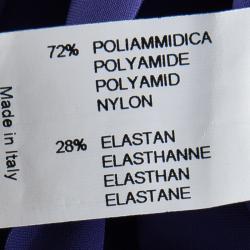 72% POLIAMMIDICA
POLYAMIDE
POLYAMID
NYLON
28% ELASTAN
ELASTHANNE
ELASTHAN
ELASTANE
Made in Italy